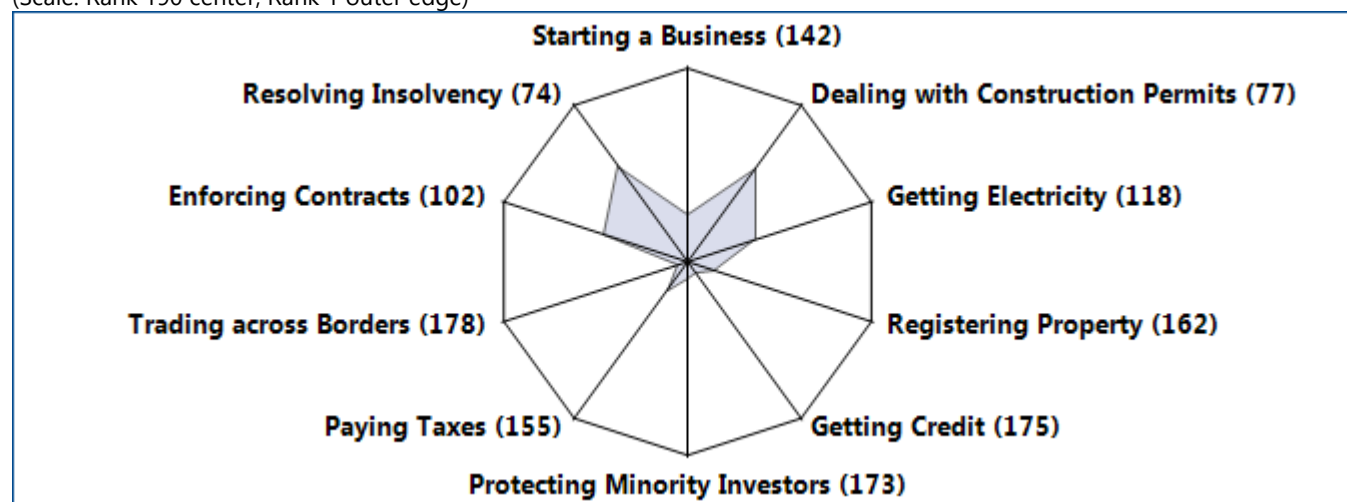 (Scale: Rank 190 center, Rank 1 outer edge)
Starting a Business (142)
Resolving Insolvency (74)
Dealing with Construction Permits (77)
Enforcing Contracts (102)
Getting Electricity (118)
Trading across Borders (178)
Registering Property (162)
Paying Taxes (155)
Getting Credit (175)
Protecting Minority Investors (173)